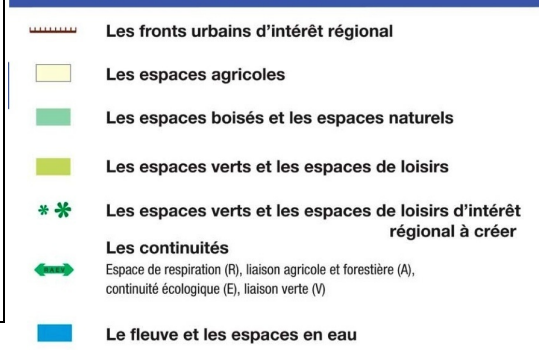 Les fronts urbains d'intérêt régional
Les espaces agricoles
Les espaces boisés et les espaces naturels
Les espaces verts et les espaces de loisirs
Les espaces verts et les espaces de loisirs d'intérêt
régional à créer
Les continuités
Espace de respiration (R), liaison agricole et forestière (A),
continuité écologique (E), liaison verte (V)
Le fleuve et les espaces en eau